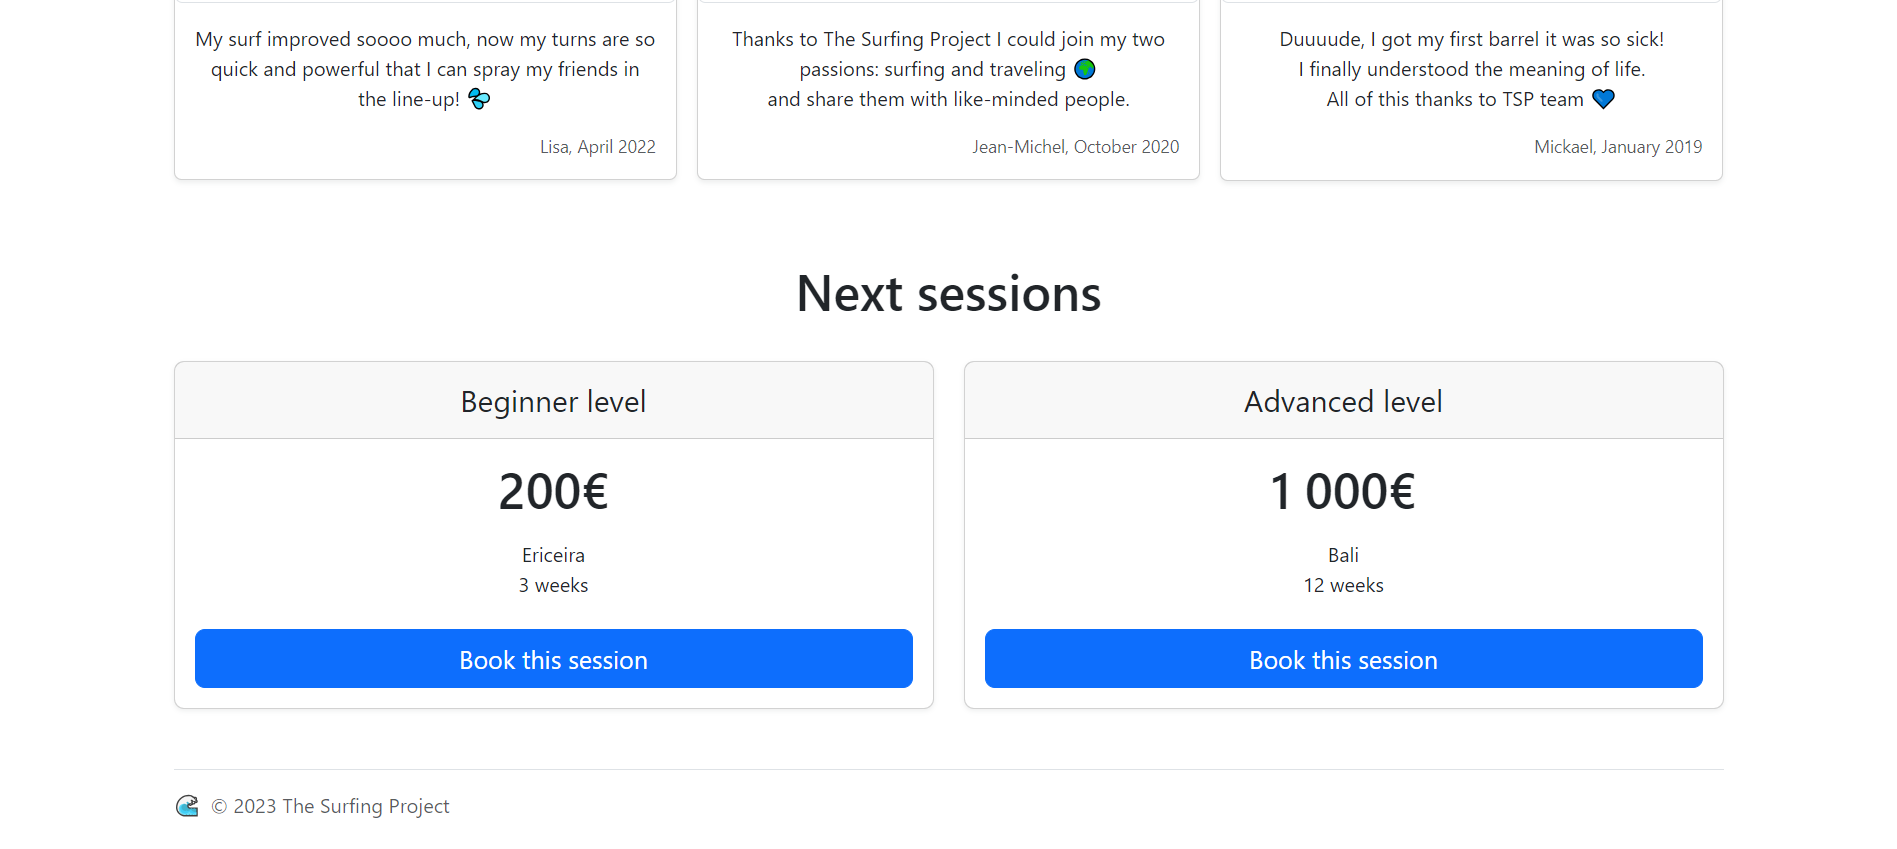 My surf improved soooo much, now my turns are so
quick and powerful that I can spray my friends in
the line-up! 💦
Lisa, April 2022
Thanks to The Surfing Project I could join my two
passions: surfing and traveling 🌍
and share them with like-minded people.
Jean-Michel, October 2020
Duuuude, I got my first barrel it was so sick!
I finally understood the meaning of life.
All of this thanks to TSP team 💙
Mickael, January 2019
Next sessions
Beginner level
200€
Ericeira
3 weeks
Book this session
Advanced level
1 000€
Bali
12 weeks
Book this session
🌊 © 2023 The Surfing Project